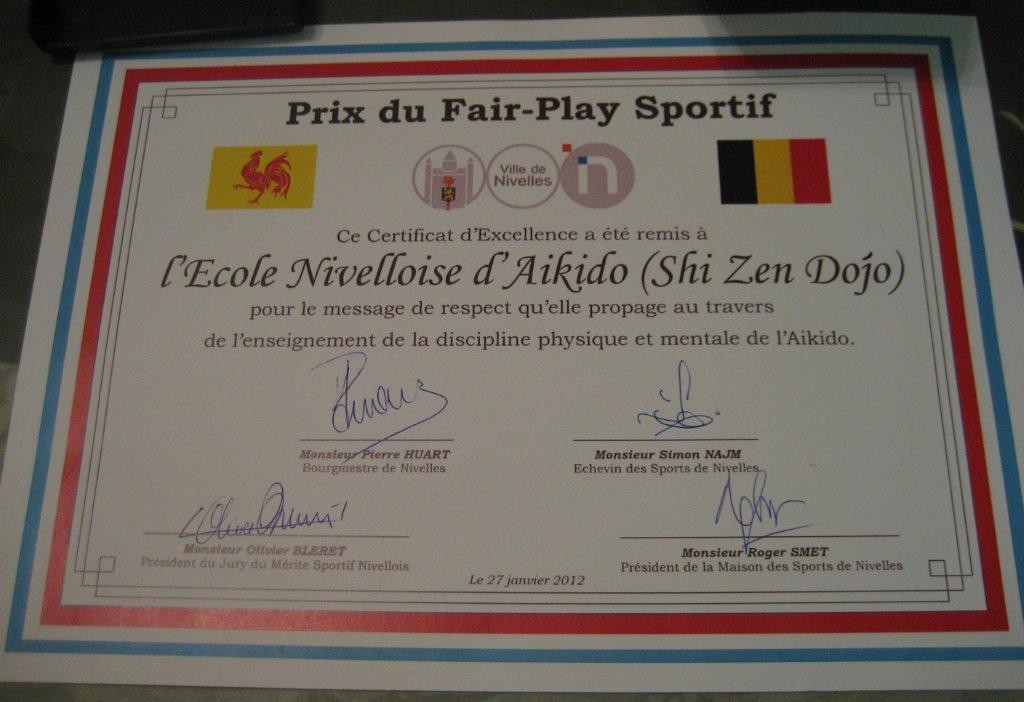 Prix du Fair-Play Sportif
Ville de
Nivelles
n
Ce Certificat d'Excellence a été remis à
l'Ecole Nivelloise d'Aikido (Shi Zen Dojo)
pour le message de respect qu'elle propage au travers
de l'enseignement de la discipline physique et mentale de l'Aikido.
Monsieur Pierre HUART
Bourgmestre de Nivelles
Monsieur Simon NAJM
Echevin des Sports de Nivelles
Monsieur Olivier BLERET
Président du Jury du Mérite Sportif Nivellois
Monsieur Roger SMET
Président de la Maison des Sports de Nivelles
Le 27 janvier 2012